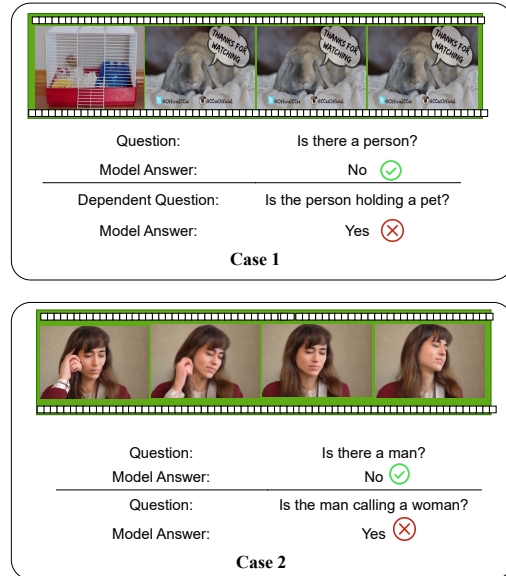 THANKS FOR
WATCHING
THANKS FOR
WATCHING
THANKS FOR
WATCHING
Question: Is there a person?
Model Answer: No
Dependent Question: Is the person holding a pet?
Model Answer: Yes
Case 1
Question: Is there a man?
Model Answer: No
Question: Is the man calling a woman?
Model Answer: Yes
Case 2